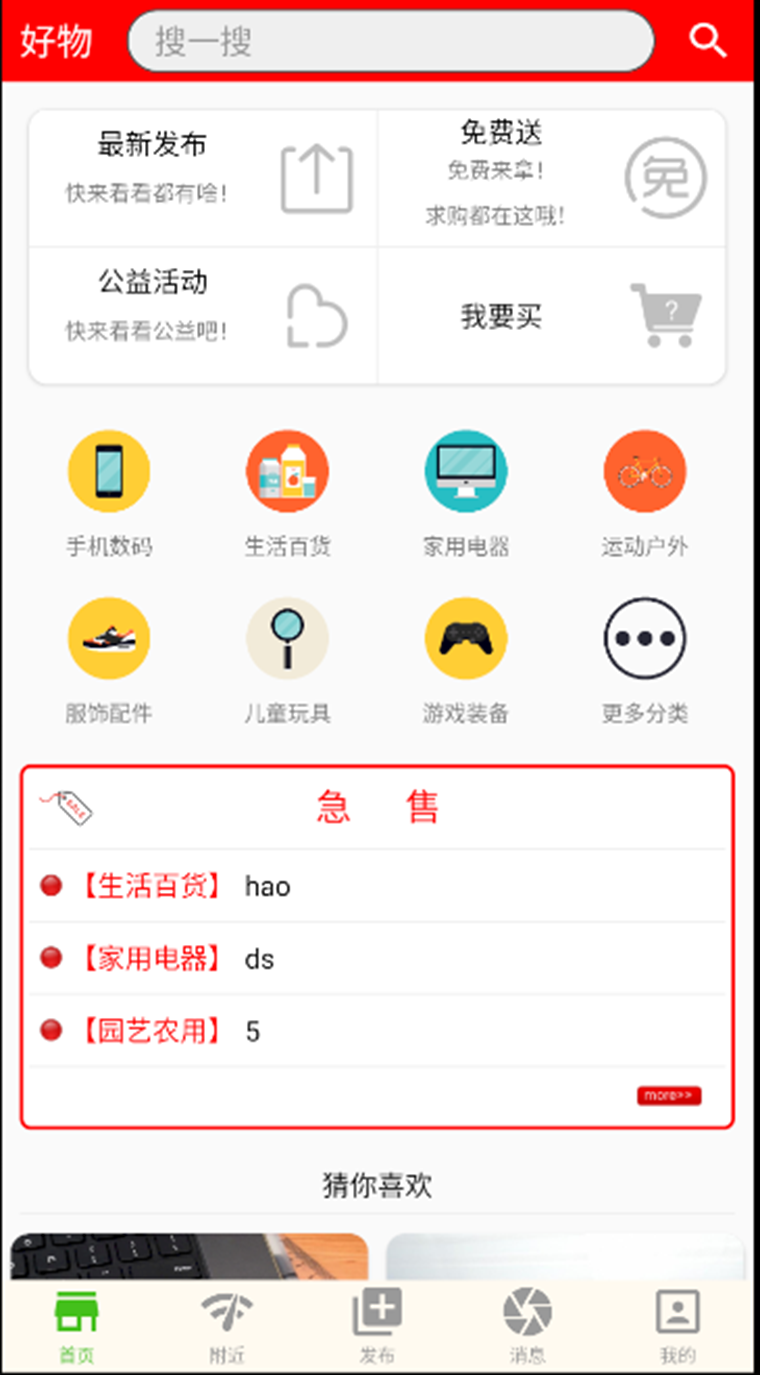 好物
搜一搜
最新发布
快来看看都有啥!
免费送
免费来拿!
求购都在这哦!
免
公益活动
快来看看公益吧!
我要买
?
手机数码
生活百货
家用电器
运动户外
服饰配件
儿童玩具
游戏装备
更多分类
SALE
急 售
【生活百货】 hao
【家用电器】 ds
【园艺农用】 5
more>>
猜你喜欢
首页
附近
发布
消息
我的